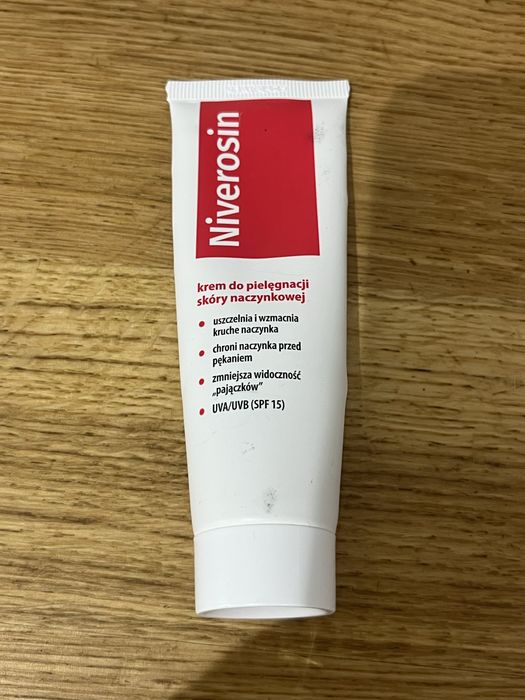 Niverosin
krem do pielęgnacji
skóry naczynkowej
• uszczelnia i wzmacnia
kruche naczynka
• chroni naczynka przed
pękaniem
• zmniejsza widoczność
„pajączków”
• UVA/UVB (SPF 15)